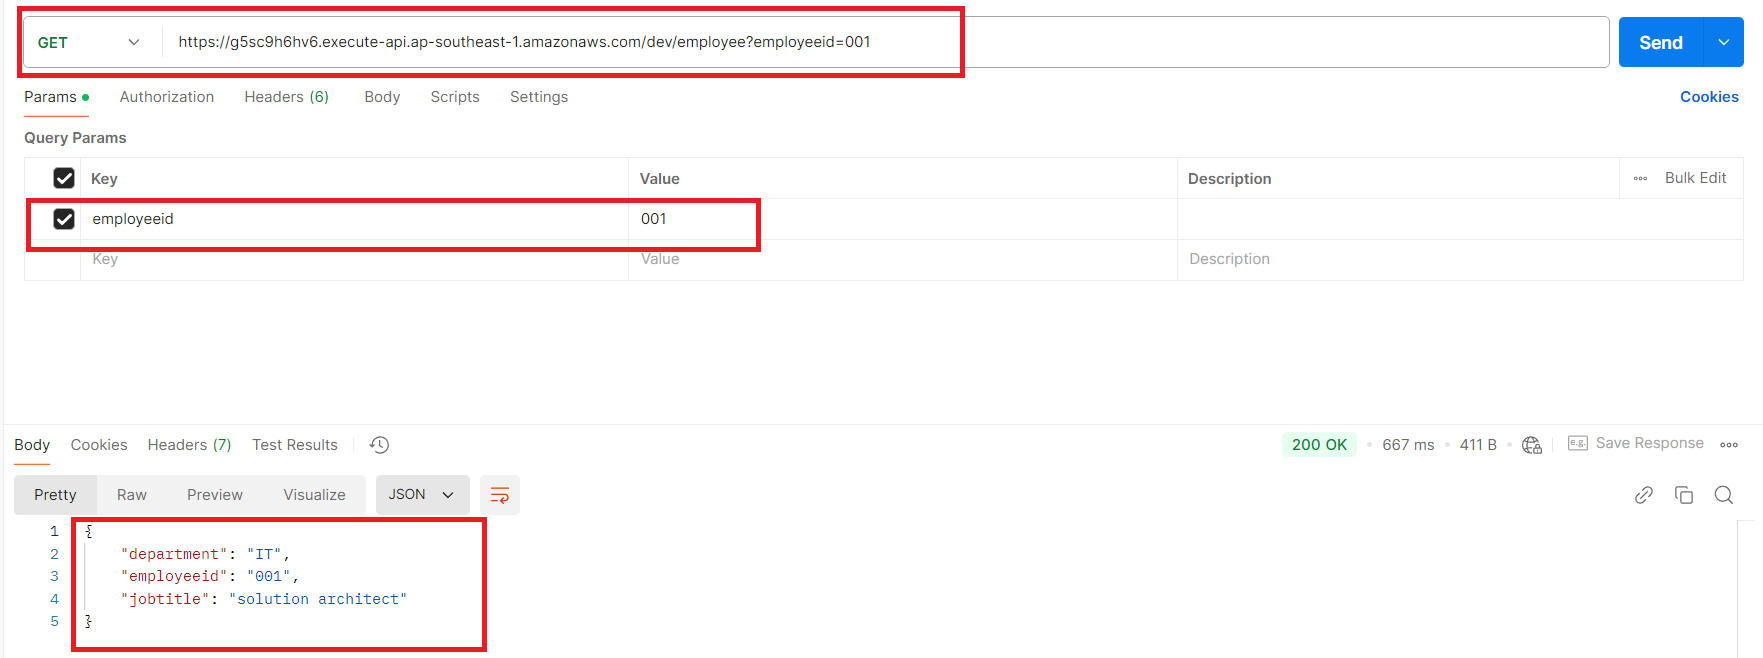 GET https://g5sc9h6hv6.execute-api.ap-southeast-1.amazonaws.com/dev/employee?employeeid=001 Send
Params Authorization Headers (6) Body Scripts Settings Cookies
Query Params
Key Value Description Bulk Edit
employeeid 001
Key Value Description
Body Cookies Headers (7) Test Results 200 OK 667 ms 411 B e.g. Save Response
Pretty Raw Preview Visualize JSON
1 {
2 "department": "IT",
3 "employeeid": "001",
4 "jobtitle": "solution architect"
5 }